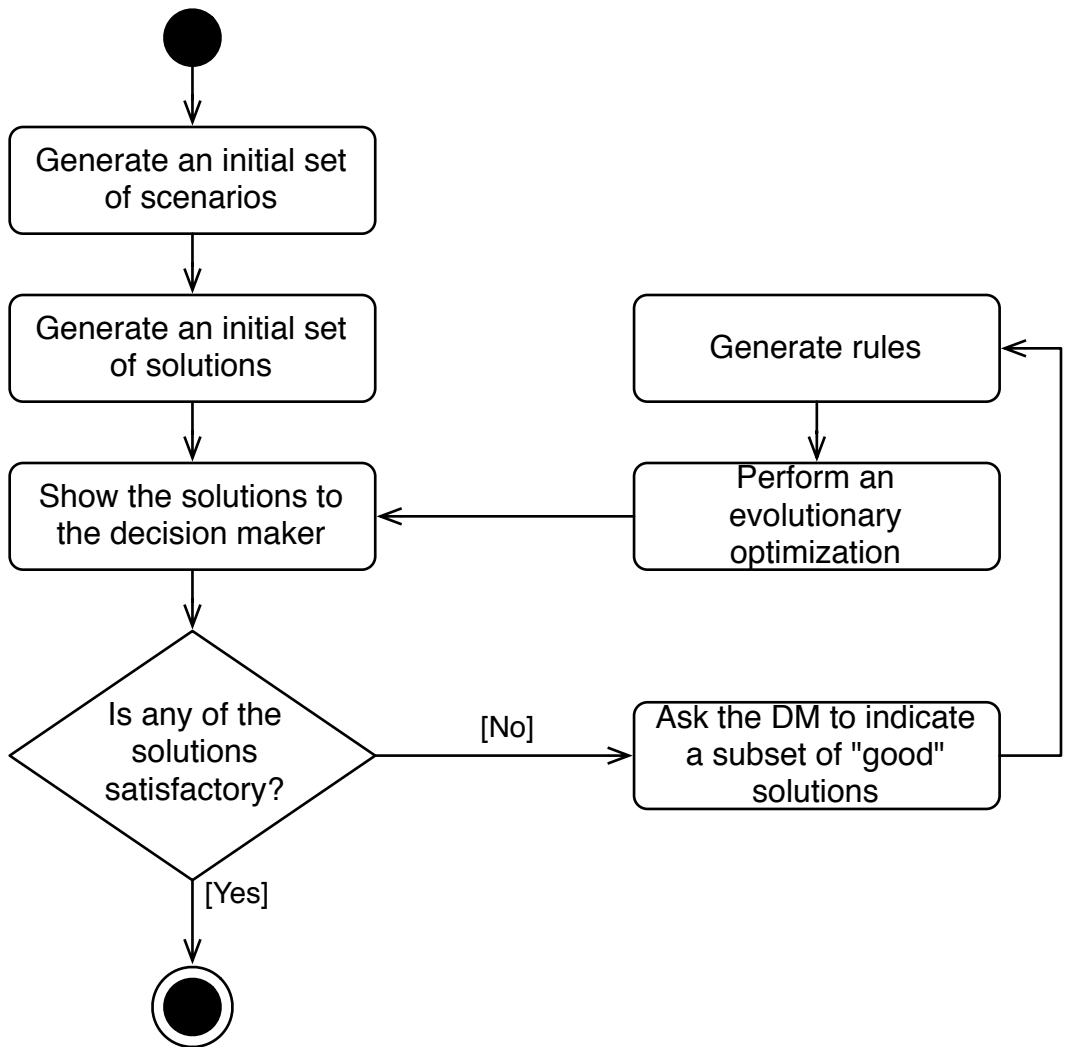 Generate an initial set
of scenarios
Generate an initial set
of solutions
Generate rules
Show the solutions to
the decision maker
Perform an
evolutionary
optimization
Is any of the
solutions
satisfactory?
[No]
Ask the DM to indicate
a subset of "good"
solutions
[Yes]